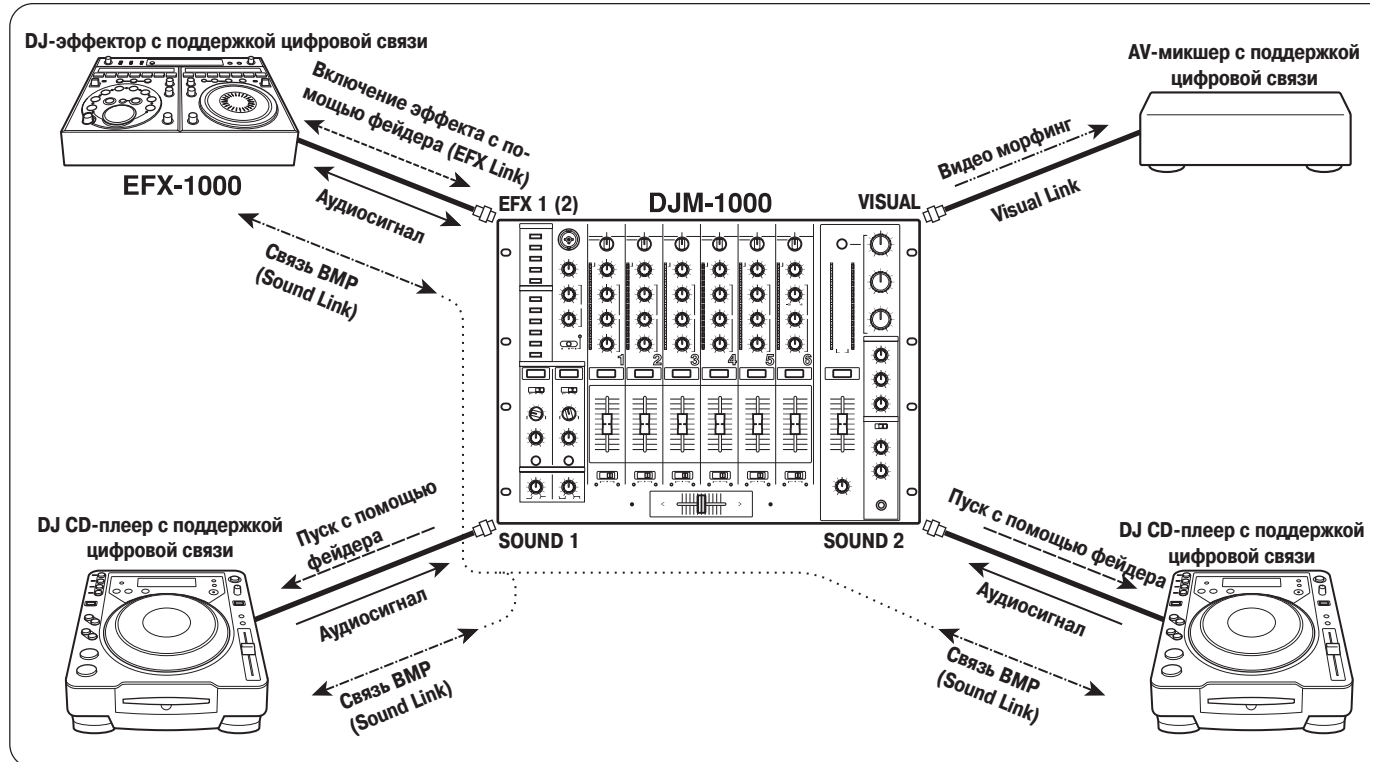 DJ-эффектор с поддержкой цифровой связи
EFX-1000
Включение эффекта с по-
мощью фейдера (EFX Link)
Аудиосигнал
Связь BMP
(Sound Link)
AV-микшер с поддержкой
цифровой связи
Видео морфинг
Visual Link
EFX 1 (2)
DJM-1000
VISUAL
1
2
3
4
5
6
SOUND 1
SOUND 2
DJ CD-плеер с поддержкой
цифровой связи
Пуск с помощью
фейдера
Аудиосигнал
Связь BMP
(Sound Link)
DJ CD-плеер с поддержкой
цифровой связи
Пуск с помощью фейдера
Аудиосигнал
Связь BMP
(Sound Link)